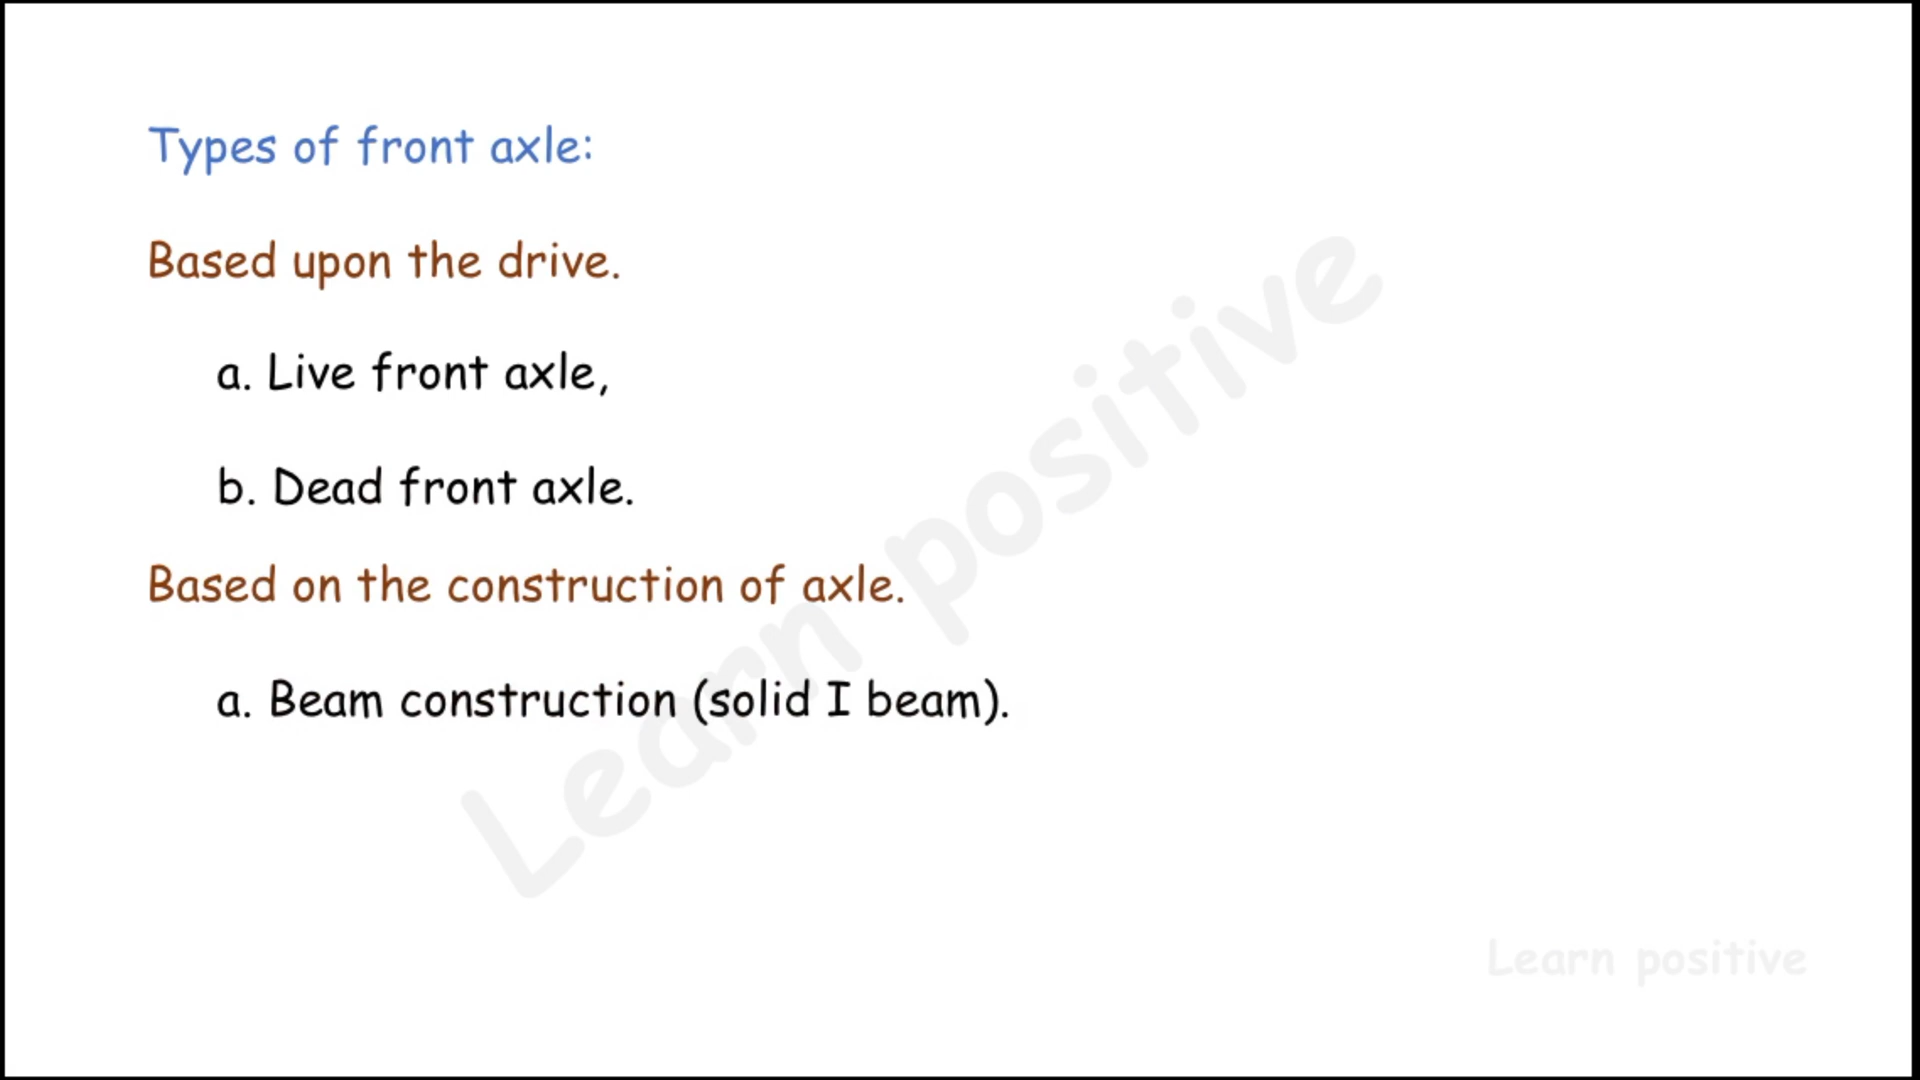 Types of front axle:
Based upon the drive.
a. Live front axle,
b. Dead front axle.
Based on the construction of axle.
a. Beam construction (solid I beam).
Learn positive
Learn positive